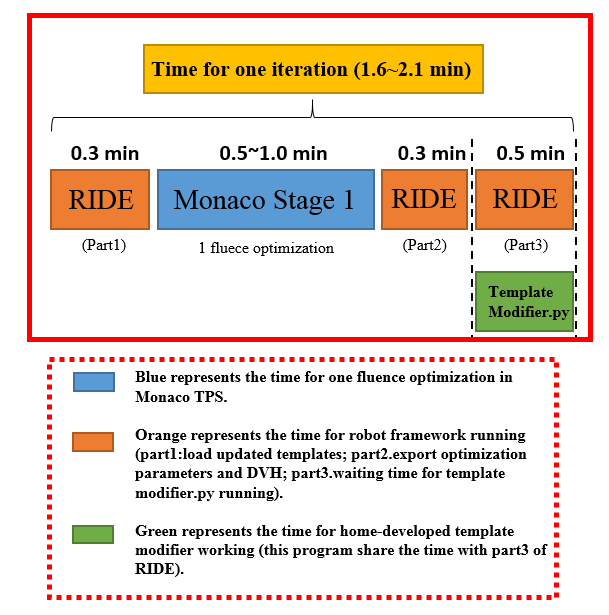 Time for one iteration (1.6~2.1 min)
0.3 min
0.5~1.0 min
0.3 min
0.5 min
RIDE
Monaco Stage 1
RIDE
RIDE
(Part1)
1 fluece optimization
(Part2)
(Part3)
Template
Modifier.py
Blue represents the time for one fluence optimization in
Monaco TPS.
Orange represents the time for robot framework running
(part1:load updated templates; part2.export optimization
parameters and DVH; part3.waiting time for template
modifier.py running).
Green represents the time for home-developed template
modifier working (this program share the time with part3 of
RIDE).